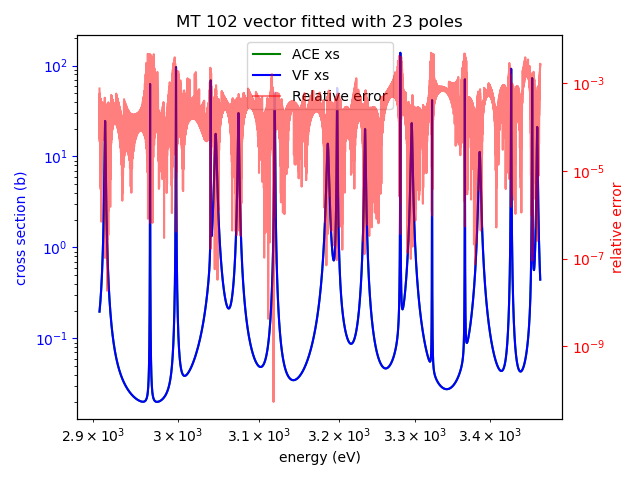 MT 102 vector fitted with 23 poles
ACE xs
VF xs
Relative error
10²
10¹
10⁰
10⁻¹
cross section (b)
10⁻³
10⁻⁵
10⁻⁷
10⁻⁹
relative error
2.9 × 10³ 3 × 10³ 3.1 × 10³ 3.2 × 10³ 3.3 × 10³ 3.4 × 10³
energy (eV)